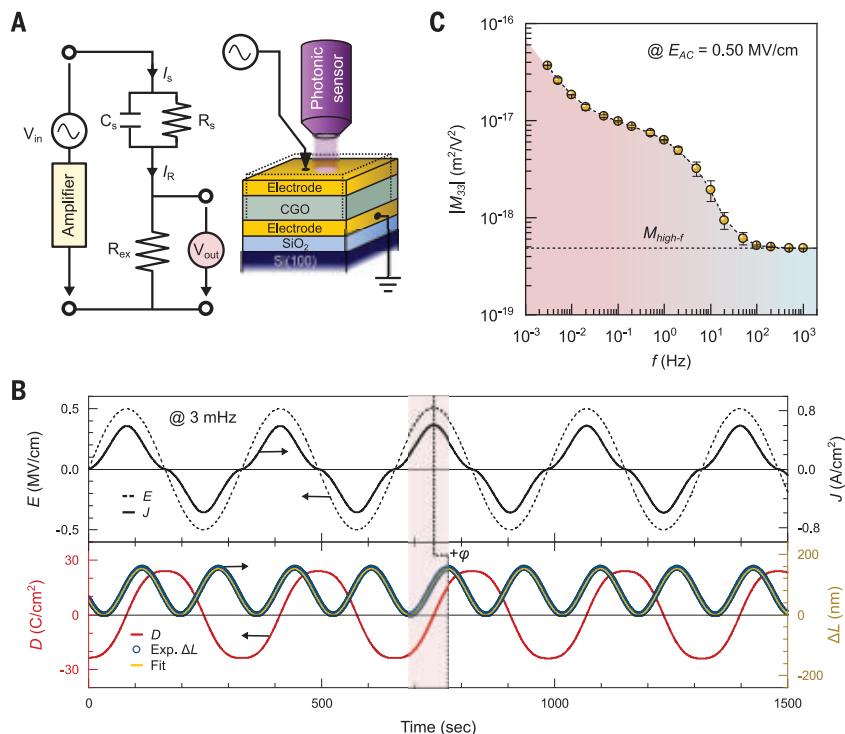 A
V_in
Amplifier
I_s
C_s
R_s
I_R
R_ex
V_out
Photonic sensor
Electrode
CGO
Electrode
SiO₂
Si(100)
C
@ E_AC = 0.50 MV/cm
|M₃₃| (m²/V²)
10⁻¹⁶
10⁻¹⁷
10⁻¹⁸
10⁻¹⁹
M_high-f
10⁻³ 10⁻² 10⁻¹ 10⁰ 10¹ 10² 10³
f (Hz)
B
@ 3 mHz
E (MV/cm)
0.5
0.0
-0.5
E
J
J (A/cm²)
0.8
0.0
-0.8
+φ
D (C/cm²)
30
0
-30
D
Exp. ΔL
Fit
ΔL (nm)
200
0
-200
0 500 1000 1500
Time (sec)